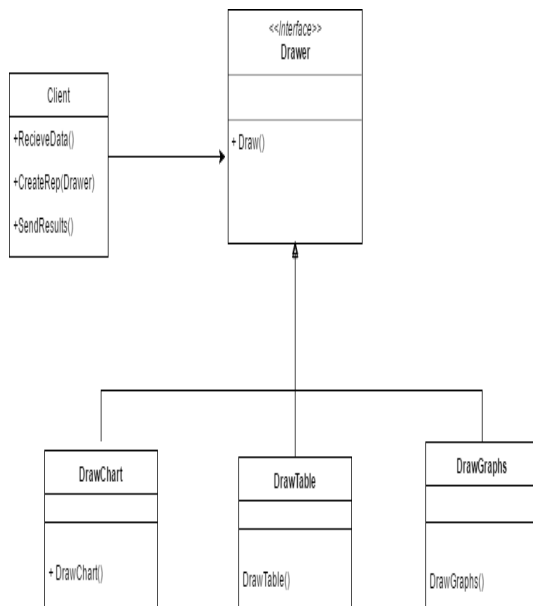 <<Interface>>
Drawer
+ Draw()
Client
+RecieveData()
+CreateRep(Drawer)
+SendResults()
DrawChart
+ DrawChart()
DrawTable
DrawTable()
DrawGraphs
DrawGraphs()